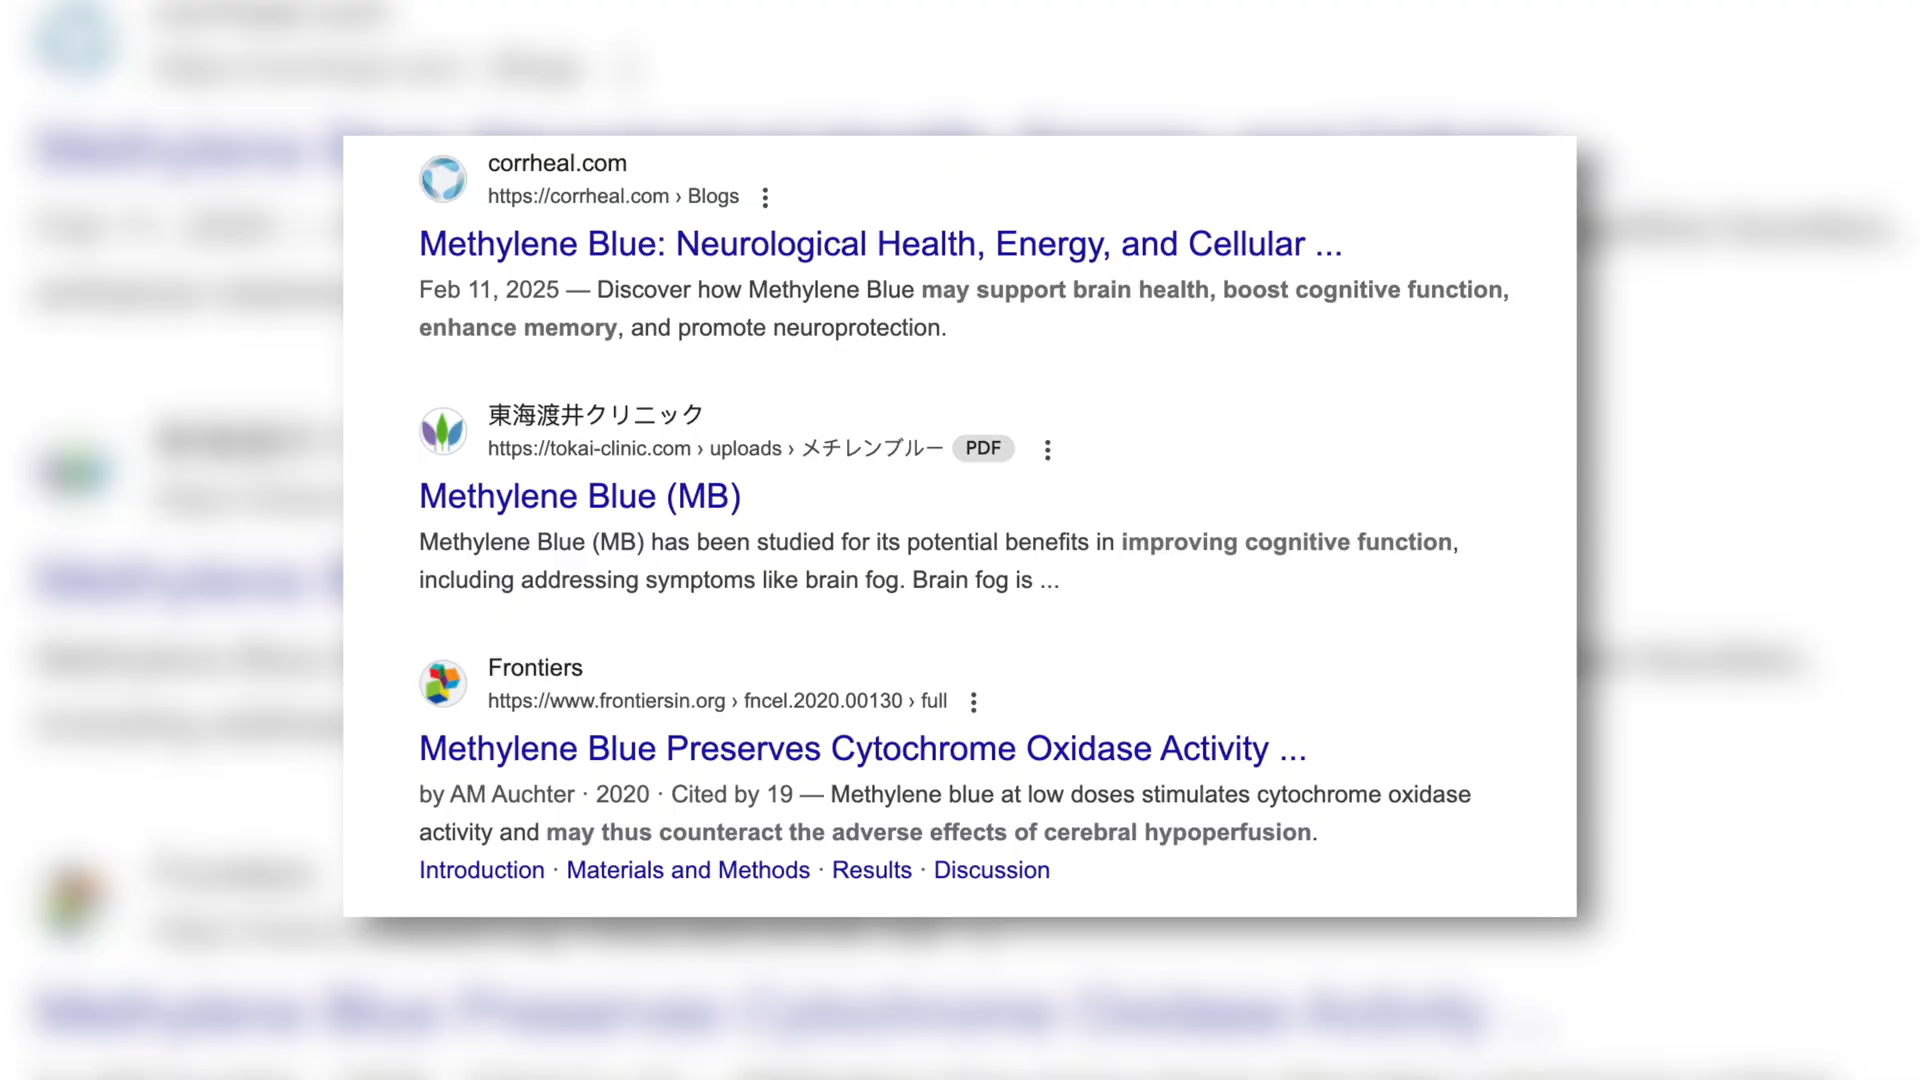 corrheal.com
https://corrheal.com › Blogs
Methylene Blue: Neurological Health, Energy, and Cellular ...
Feb 11, 2025 — Discover how Methylene Blue may support brain health, boost cognitive function,
enhance memory, and promote neuroprotection.
東海渡井クリニック
https://tokai-clinic.com › uploads › メチレンブルー PDF
Methylene Blue (MB)
Methylene Blue (MB) has been studied for its potential benefits in improving cognitive function,
including addressing symptoms like brain fog. Brain fog is ...
Frontiers
https://www.frontiersin.org › fncel.2020.00130 › full
Methylene Blue Preserves Cytochrome Oxidase Activity ...
by AM Auchter · 2020 · Cited by 19 — Methylene blue at low doses stimulates cytochrome oxidase
activity and may thus counteract the adverse effects of cerebral hypoperfusion.
Introduction · Materials and Methods · Results · Discussion